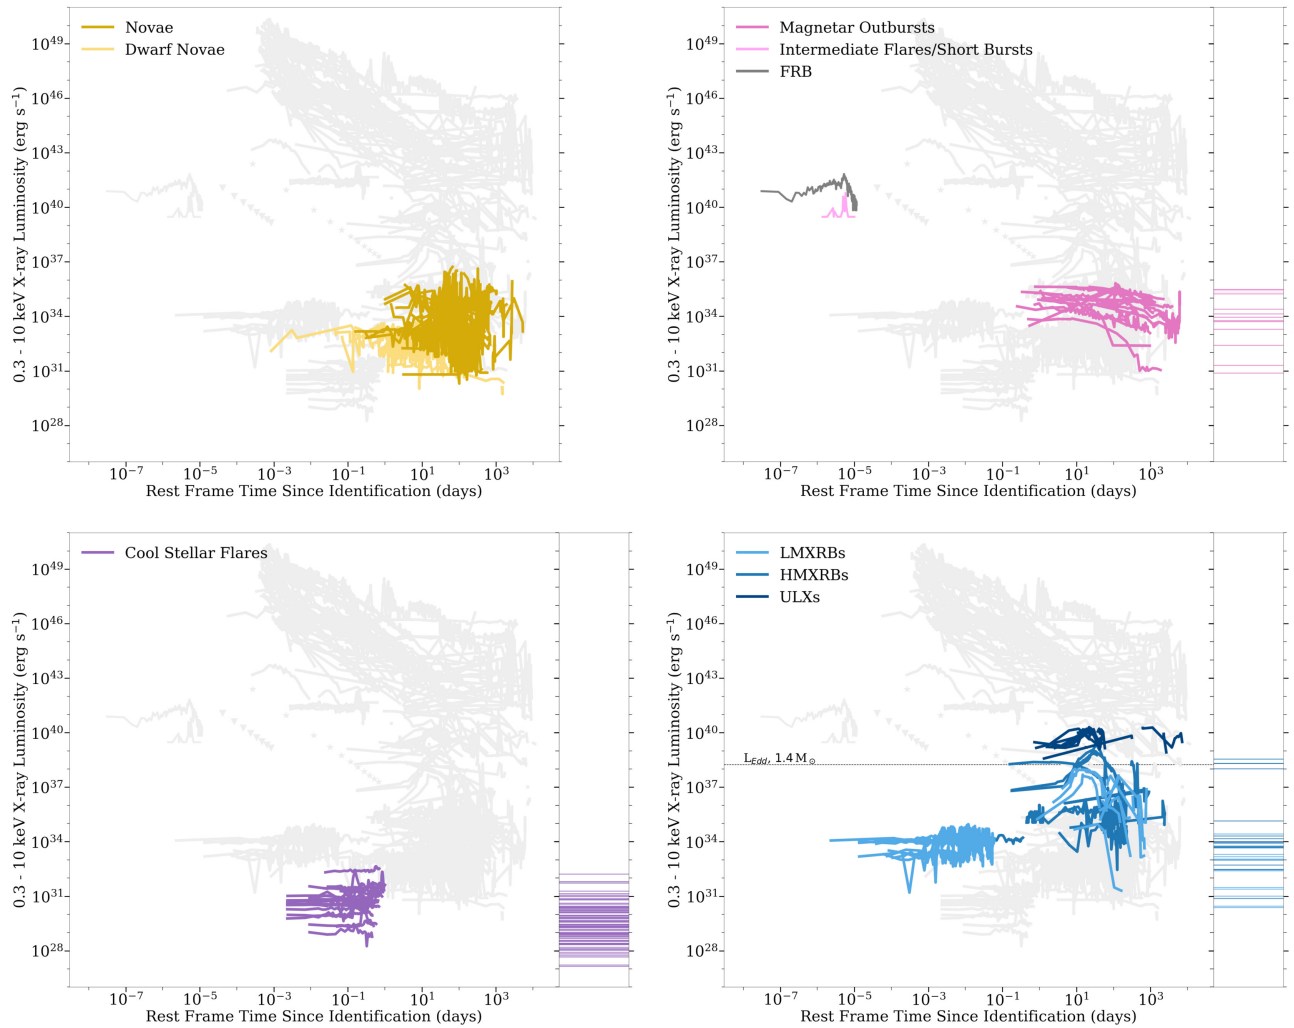 Novae
Dwarf Novae
10^49
10^46
10^43
10^40
10^37
10^34
10^31
10^28
0.3 - 10 keV X-ray Luminosity (erg s^−1)
10^−7 10^−5 10^−3 10^−1 10^1 10^3
Rest Frame Time Since Identification (days)
Magnetar Outbursts
Intermediate Flares/Short Bursts
FRB
10^49
10^46
10^43
10^40
10^37
10^34
10^31
10^28
0.3 - 10 keV X-ray Luminosity (erg s^−1)
10^−7 10^−5 10^−3 10^−1 10^1 10^3
Rest Frame Time Since Identification (days)
Cool Stellar Flares
10^49
10^46
10^43
10^40
10^37
10^34
10^31
10^28
0.3 - 10 keV X-ray Luminosity (erg s^−1)
10^−7 10^−5 10^−3 10^−1 10^1 10^3
Rest Frame Time Since Identification (days)
LMXRBs
HMXRBs
ULXs
10^49
10^46
10^43
10^40
10^37
10^34
10^31
10^28
L_Edd, 1.4 M_⊙
0.3 - 10 keV X-ray Luminosity (erg s^−1)
10^−7 10^−5 10^−3 10^−1 10^1 10^3
Rest Frame Time Since Identification (days)